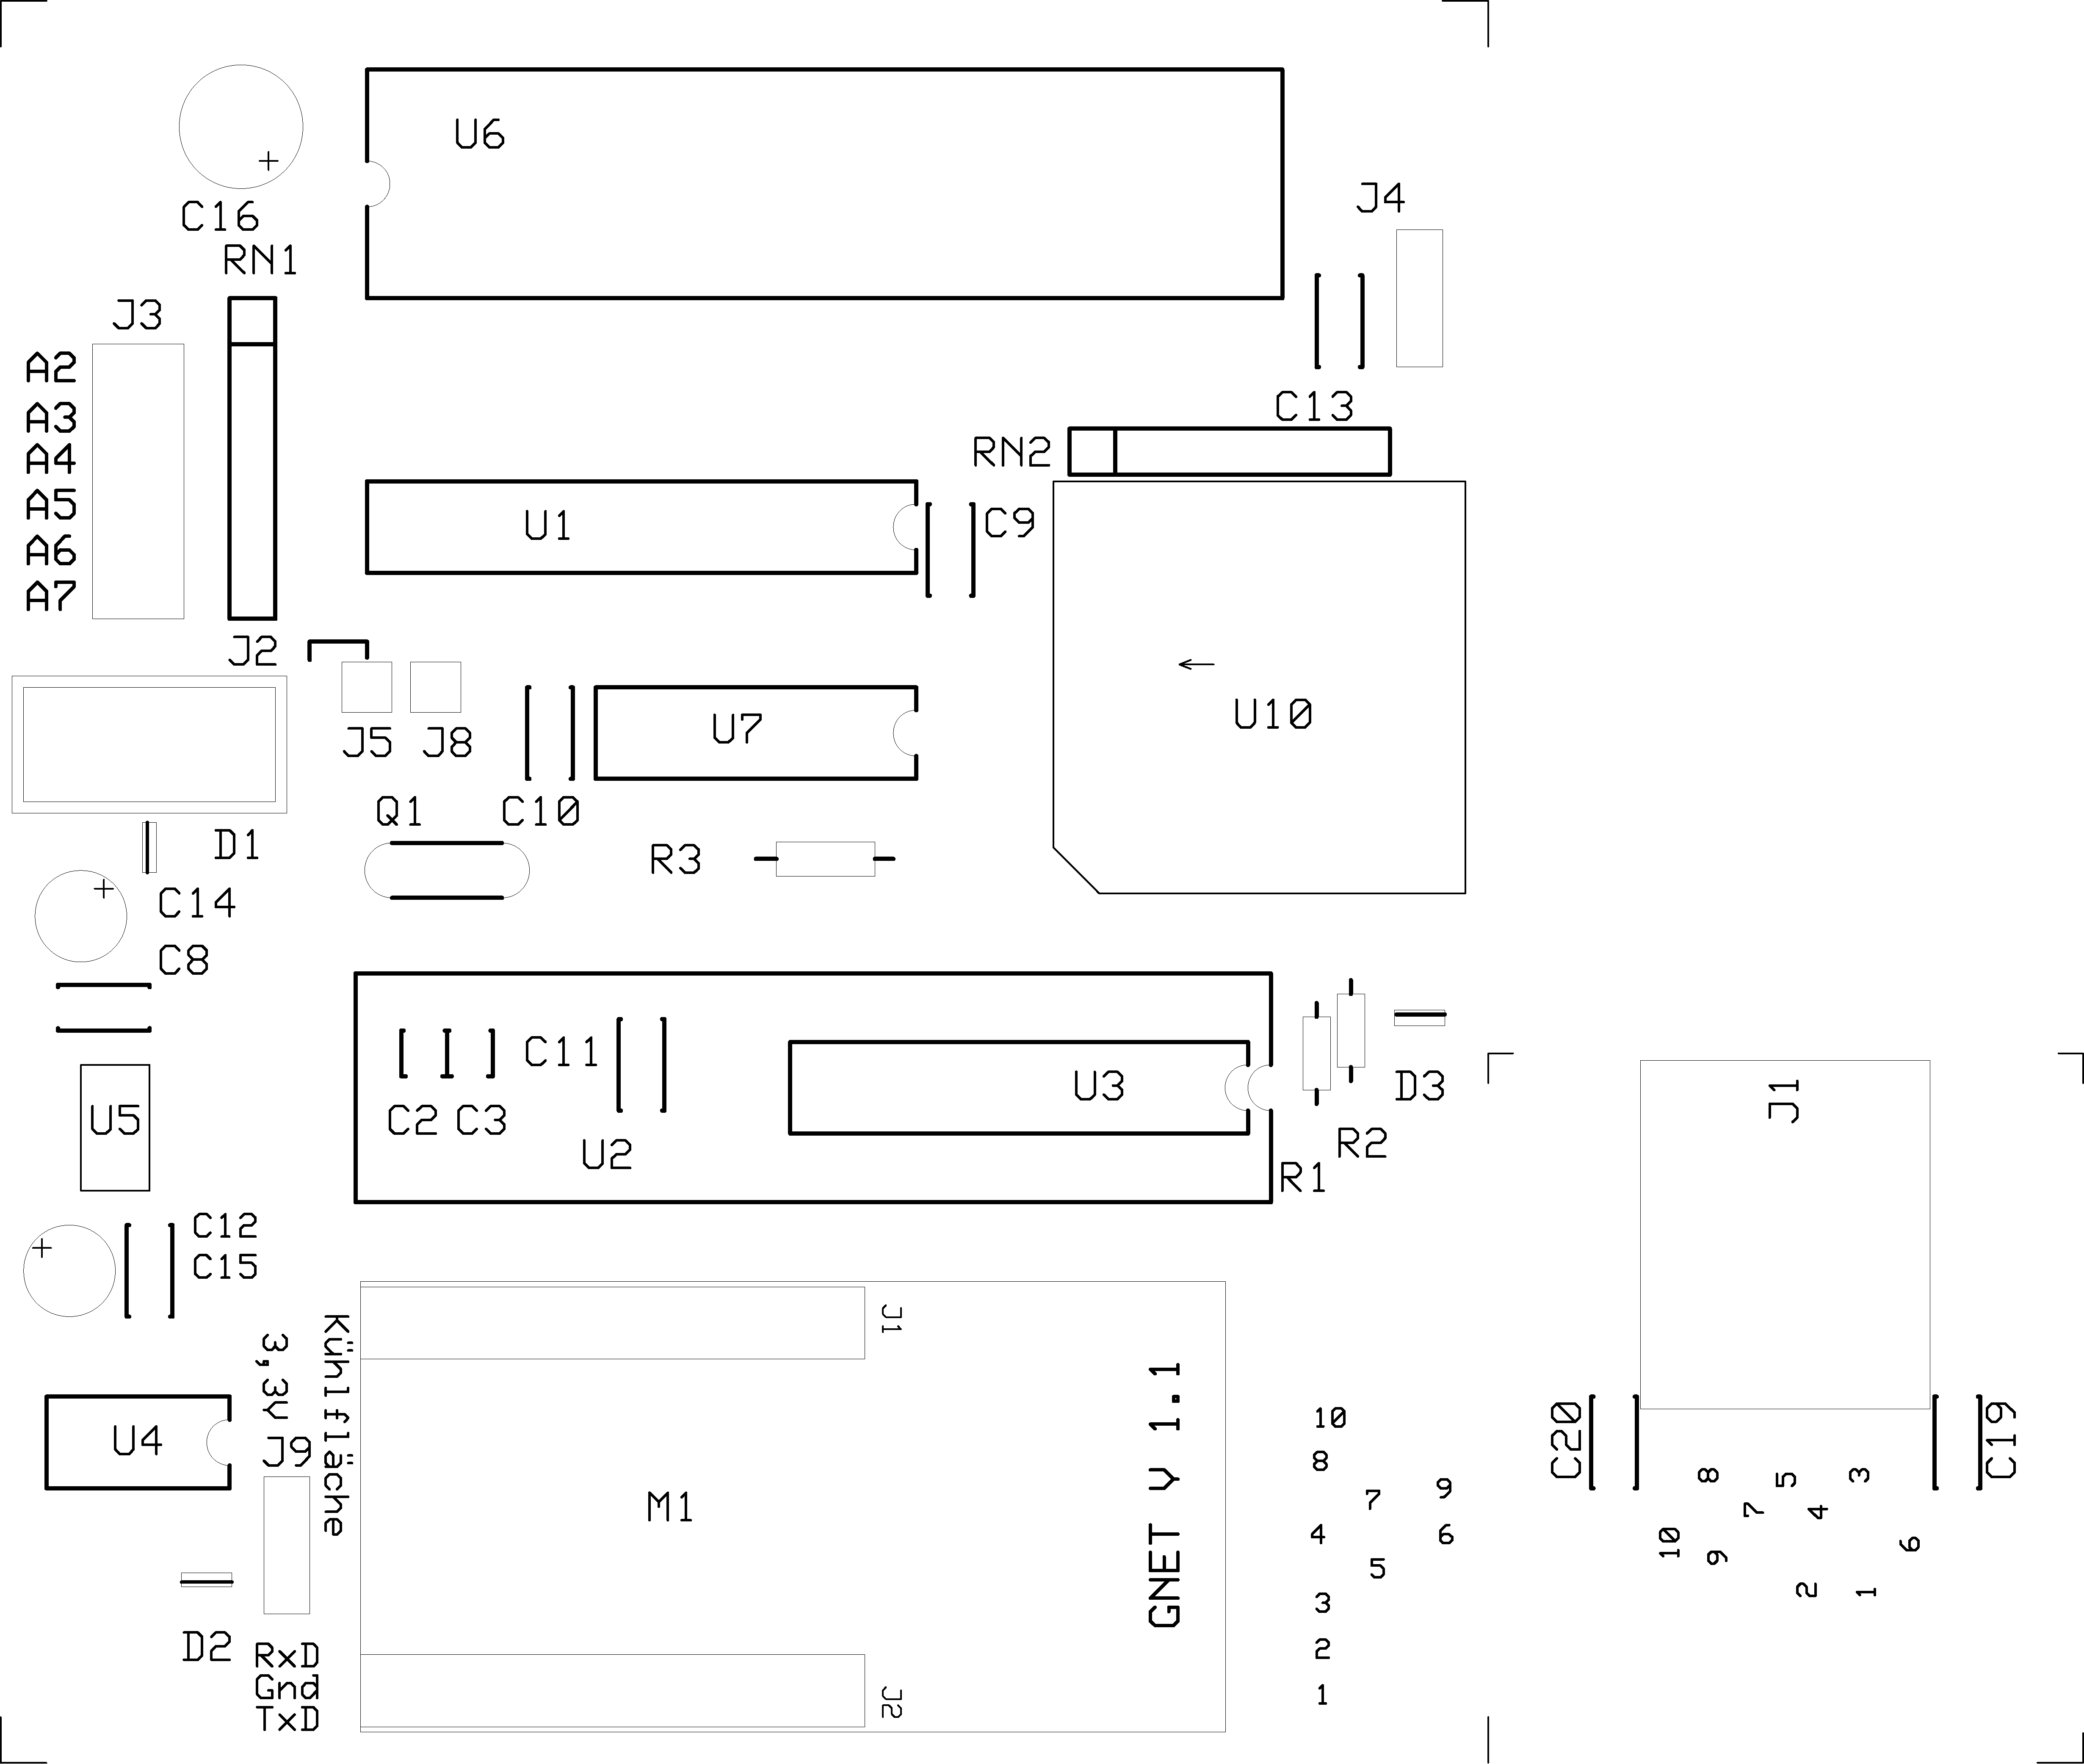 U6
J4
C16
RN1
J3
A2
A3
A4
A5
A6
A7
C13
RN2
U1
C9
J2
J5
J8
U7
U10
Q1
C10
D1
R3
C14
C8
C11
U3
D3
J1
U5
C2
C3
U2
R2
R1
C12
C15
J1
3,3V
Kühlfläche
U4
J9
M1
GNET V 1.1
10
8
7
9
4
6
5
3
2
1
C20
C19
8
5
3
7
4
10
9
6
2
1
D2
RxD
Gnd
TxD
J2